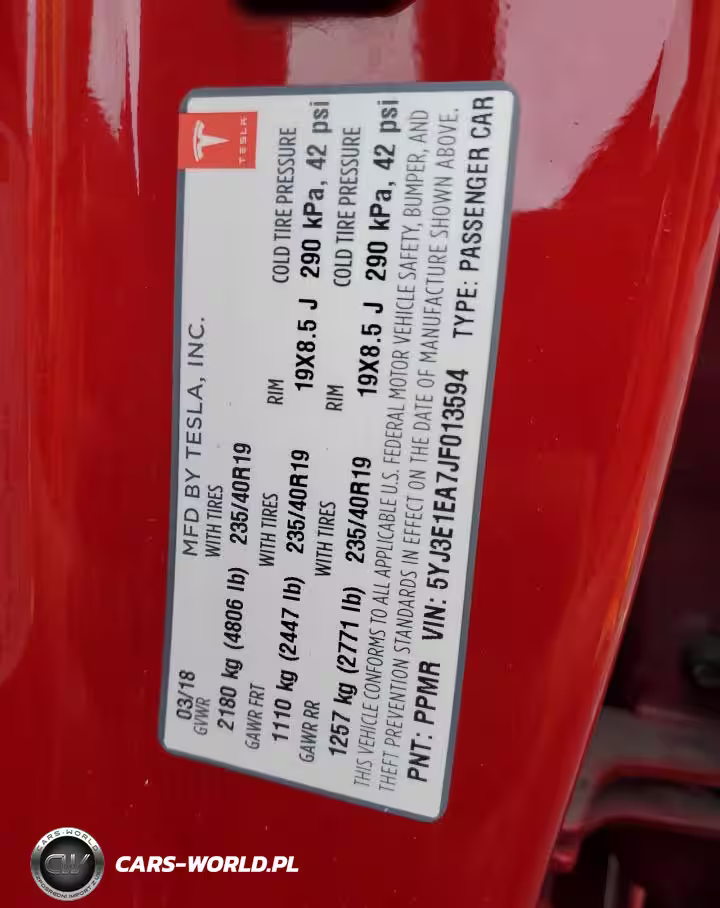 TESLA
MFD BY TESLA, INC.
03/18
GVWR WITH TIRES
2180 kg (4806 lb) 235/40R19
GAWR FRT WITH TIRES RIM COLD TIRE PRESSURE
1110 kg (2447 lb) 235/40R19 19X8.5 J 290 kPa, 42 psi
GAWR RR WITH TIRES RIM COLD TIRE PRESSURE
1257 kg (2771 lb) 235/40R19 19X8.5 J 290 kPa, 42 psi
THIS VEHICLE CONFORMS TO ALL APPLICABLE U.S. FEDERAL MOTOR VEHICLE SAFETY, BUMPER, AND
THEFT PREVENTION STANDARDS IN EFFECT ON THE DATE OF MANUFACTURE SHOWN ABOVE.
PNT: PPMR VIN: 5YJ3E1EA7JF013594 TYPE: PASSENGER CAR
CARS-WORLD
CW
CARS-WORLD.PL